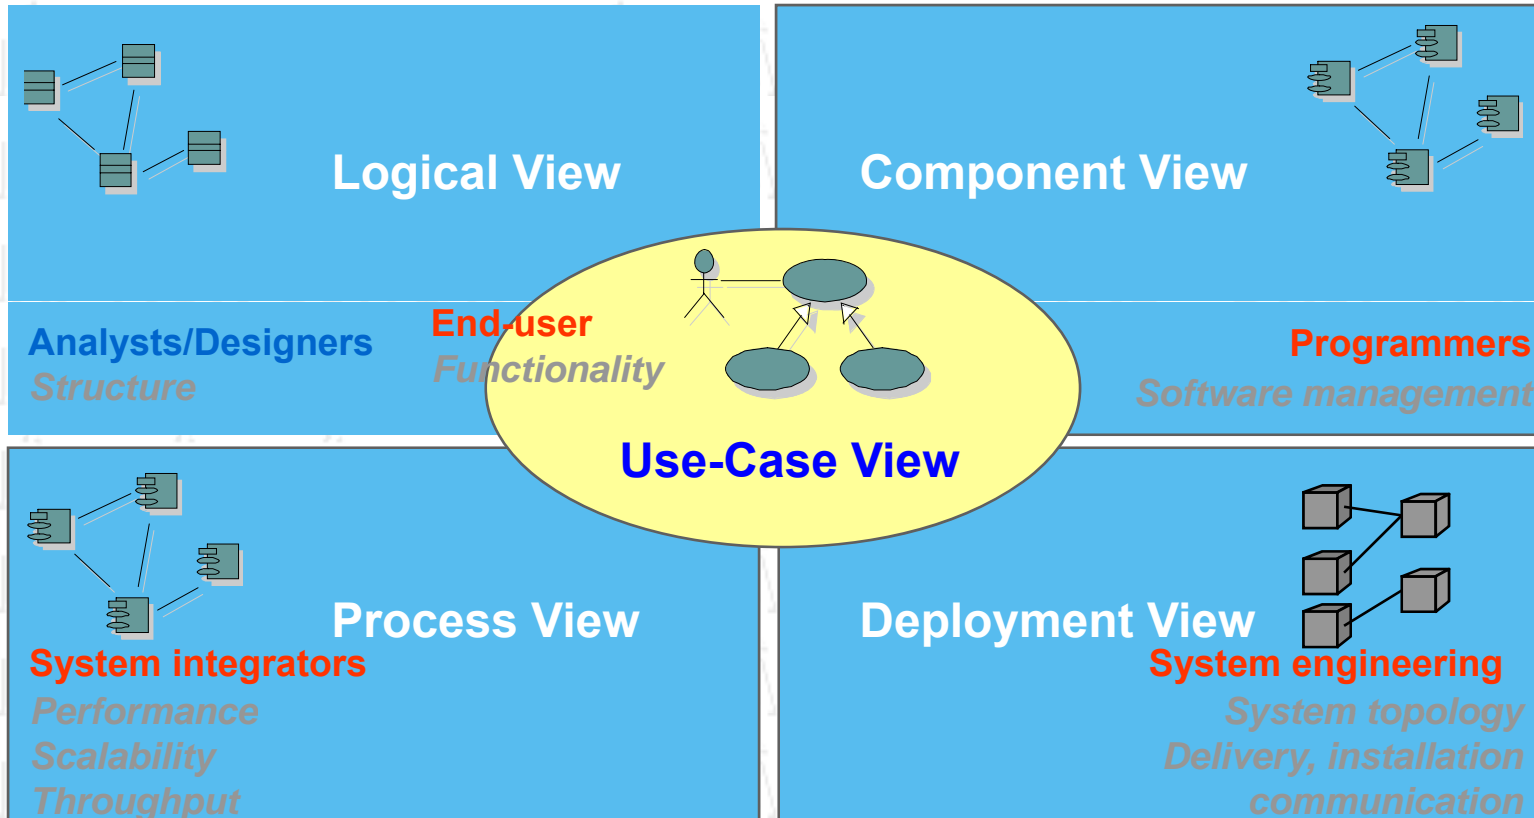 Logical View
Component View
Analysts/Designers
Structure
End-user
Functionality
Programmers
Software management
Use-Case View
Process View
System integrators
Performance
Scalability
Throughput
Deployment View
System engineering
System topology
Delivery, installation
communication